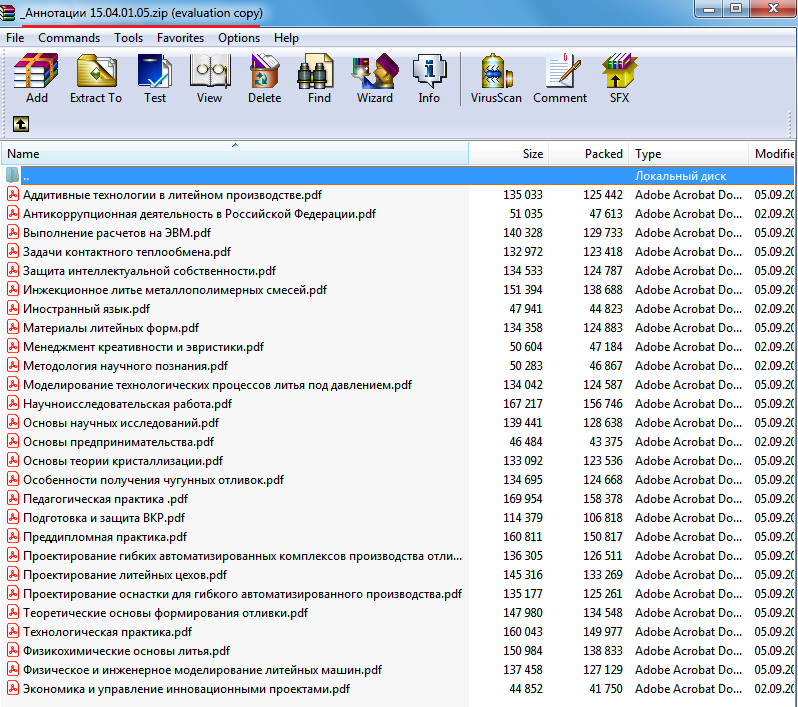 _Аннотации 15.04.01.05.zip (evaluation copy)
File Commands Tools Favorites Options Help
Add Extract To Test View Delete Find Wizard Info VirusScan Comment SFX
Name Size Packed Type Modifie
.. Локальный диск
Аддитивные технологии в литейном производстве.pdf 135 033 125 442 Adobe Acrobat Do... 05.09.20
Антикоррупционная деятельность в Российской Федерации.pdf 51 035 47 613 Adobe Acrobat Do... 02.09.20
Выполнение расчетов на ЭВМ.pdf 140 328 129 733 Adobe Acrobat Do... 05.09.20
Задачи контактного теплообмена.pdf 132 972 123 418 Adobe Acrobat Do... 05.09.20
Защита интеллектуальной собственности.pdf 134 533 124 787 Adobe Acrobat Do... 05.09.20
Инжекционное литье металлополимерных смесей.pdf 151 394 138 688 Adobe Acrobat Do... 05.09.20
Иностранный язык.pdf 47 941 44 823 Adobe Acrobat Do... 02.09.20
Материалы литейных форм.pdf 134 358 124 883 Adobe Acrobat Do... 05.09.20
Менеджмент креативности и эвристики.pdf 50 604 47 184 Adobe Acrobat Do... 02.09.20
Методология научного познания.pdf 50 283 46 867 Adobe Acrobat Do... 02.09.20
Моделирование технологических процессов литья под давлением.pdf 134 042 124 587 Adobe Acrobat Do... 05.09.20
Научноисследовательская работа.pdf 167 217 156 746 Adobe Acrobat Do... 05.09.20
Основы научных исследований.pdf 139 441 128 638 Adobe Acrobat Do... 05.09.20
Основы предпринимательства.pdf 46 484 43 375 Adobe Acrobat Do... 02.09.20
Основы теории кристаллизации.pdf 133 092 123 536 Adobe Acrobat Do... 05.09.20
Особенности получения чугунных отливок.pdf 134 695 124 668 Adobe Acrobat Do... 05.09.20
Педагогическая практика .pdf 169 954 158 378 Adobe Acrobat Do... 05.09.20
Подготовка и защита ВКР.pdf 114 379 106 818 Adobe Acrobat Do... 05.09.20
Преддипломная практика.pdf 160 811 150 817 Adobe Acrobat Do... 05.09.20
Проектирование гибких автоматизированных комплексов производства отли... 136 305 126 511 Adobe Acrobat Do... 05.09.20
Проектирование литейных цехов.pdf 145 316 133 269 Adobe Acrobat Do... 05.09.20
Проектирование оснастки для гибкого автоматизированного производства.pdf 135 177 125 261 Adobe Acrobat Do... 05.09.20
Теоретические основы формирования отливки.pdf 147 980 134 548 Adobe Acrobat Do... 05.09.20
Технологическая практика.pdf 160 043 149 977 Adobe Acrobat Do... 05.09.20
Физикохимические основы литья.pdf 150 984 138 833 Adobe Acrobat Do... 05.09.20
Физическое и инженерное моделирование литейных машин.pdf 137 458 127 129 Adobe Acrobat Do... 05.09.20
Экономика и управление инновационными проектами.pdf 44 852 41 750 Adobe Acrobat Do... 02.09.20